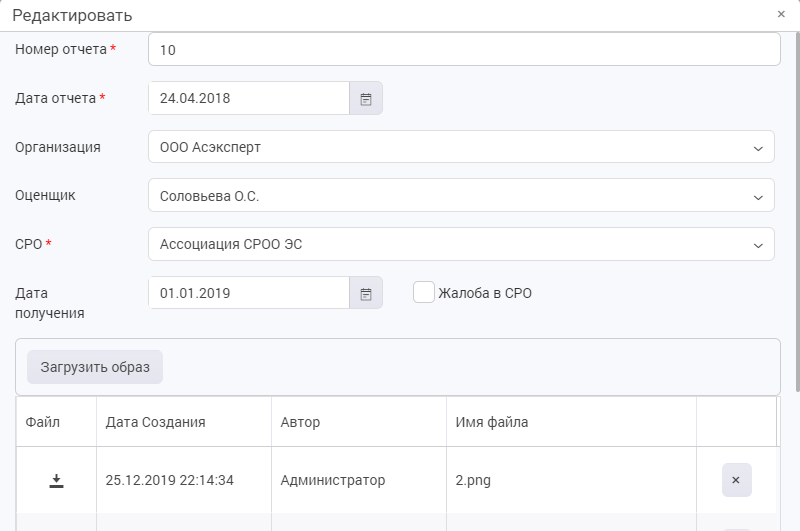 Редактировать ×
Номер отчета * 10
Дата отчета * 24.04.2018
Организация ООО Асэксперт
Оценщик Соловьева О.С.
СРО * Ассоциация СРОО ЭС
Дата получения 01.01.2019 Жалоба в СРО
Загрузить образ
Файл Дата Создания Автор Имя файла
25.12.2019 22:14:34 Администратор 2.png ×